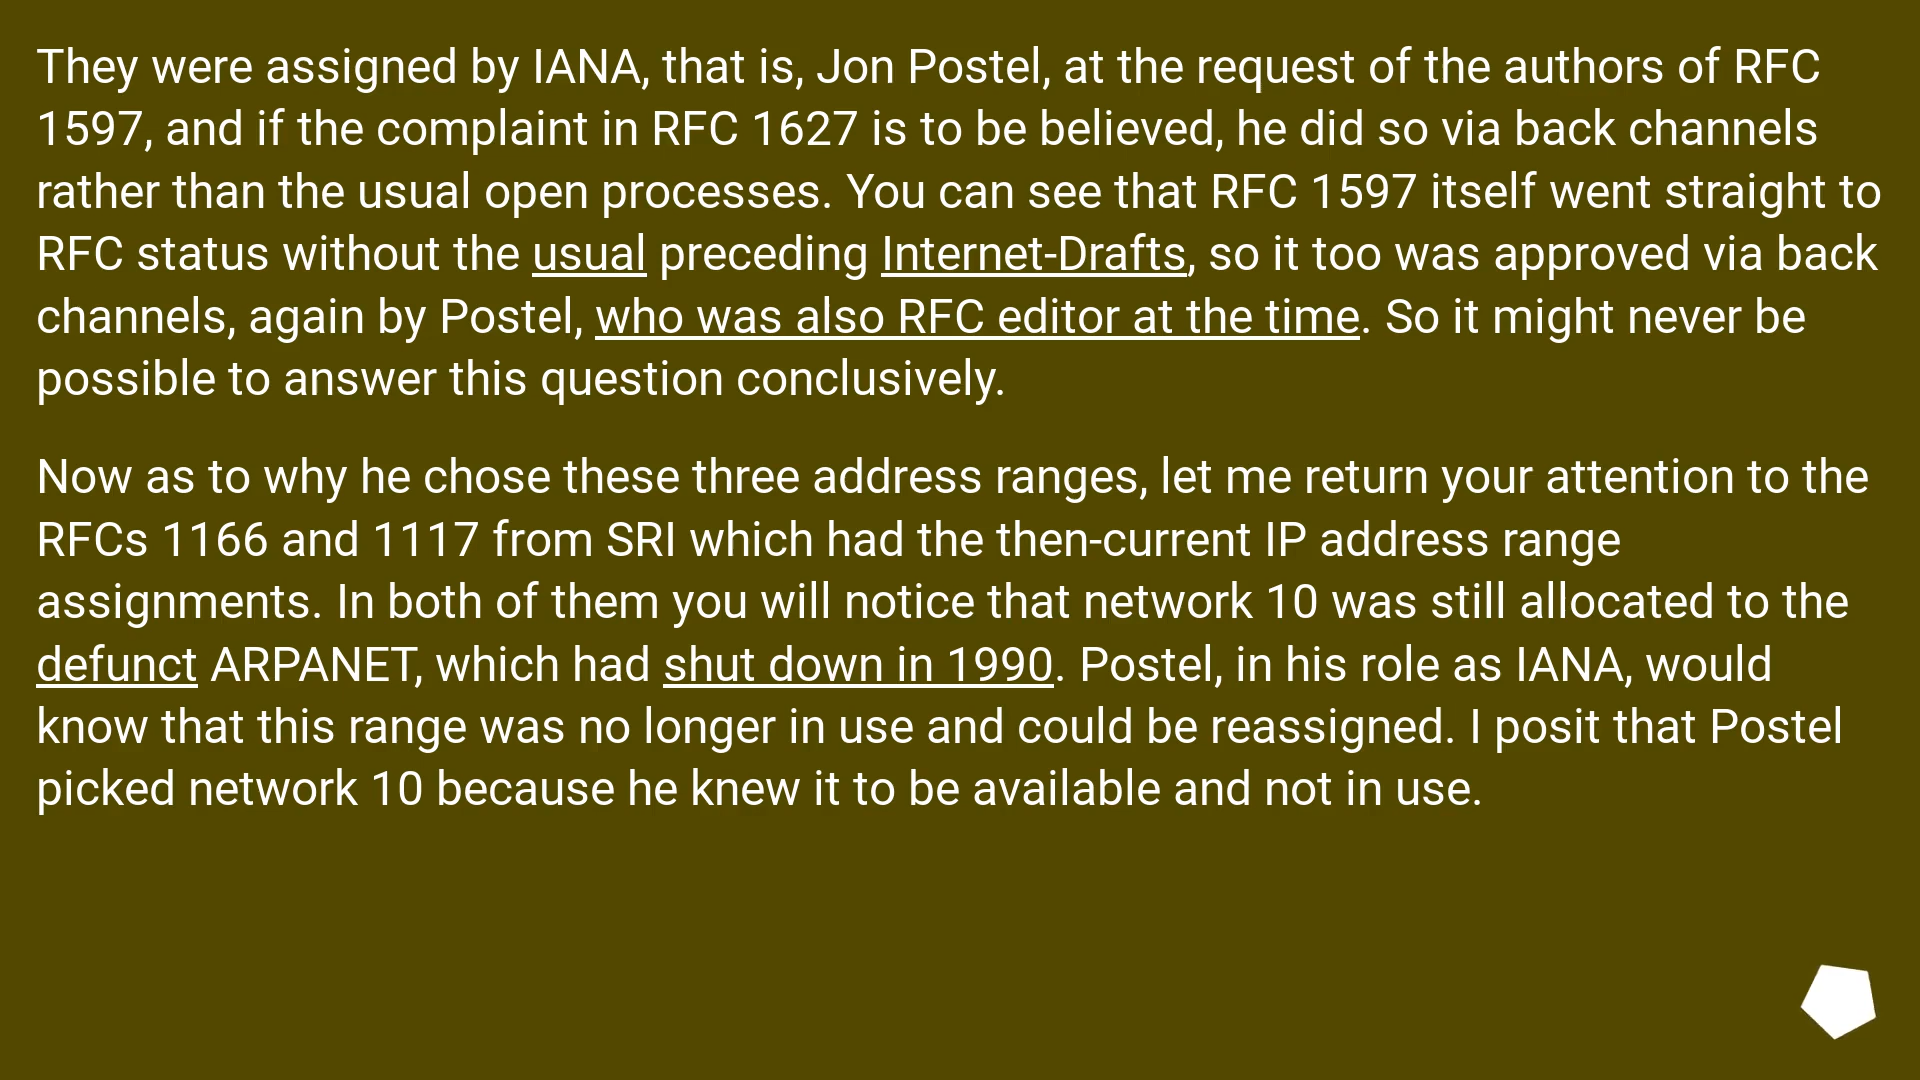 They were assigned by IANA, that is, Jon Postel, at the request of the authors of RFC
1597, and if the complaint in RFC 1627 is to be believed, he did so via back channels
rather than the usual open processes. You can see that RFC 1597 itself went straight to
RFC status without the usual preceding Internet-Drafts, so it too was approved via back
channels, again by Postel, who was also RFC editor at the time. So it might never be
possible to answer this question conclusively.
Now as to why he chose these three address ranges, let me return your attention to the
RFCs 1166 and 1117 from SRI which had the then-current IP address range
assignments. In both of them you will notice that network 10 was still allocated to the
defunct ARPANET, which had shut down in 1990. Postel, in his role as IANA, would
know that this range was no longer in use and could be reassigned. I posit that Postel
picked network 10 because he knew it to be available and not in use.